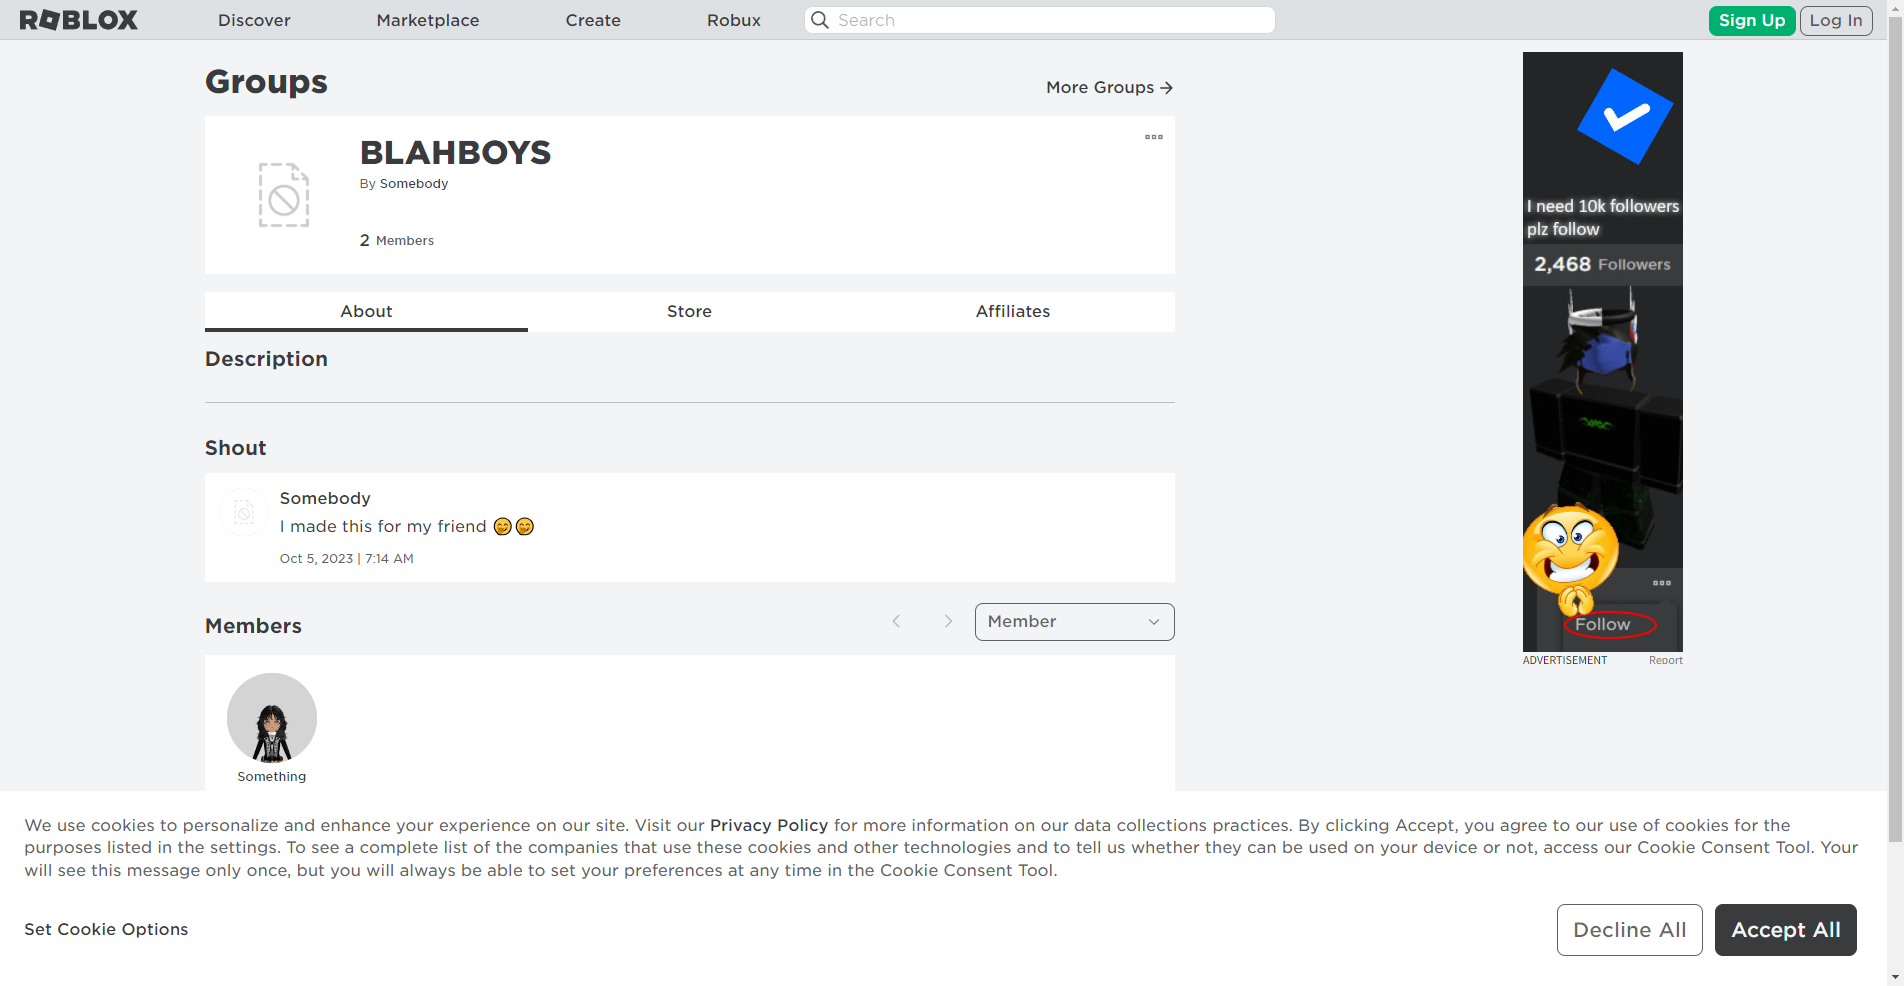 ROBLOX
Discover
Marketplace
Create
Robux
Search
Sign Up
Log In
Groups
More Groups
BLAHBOYS
By Somebody
2 Members
About
Store
Affiliates
Description
Shout
Somebody
I made this for my friend 😊😊
Oct 5, 2023 | 7:14 AM
Members
Member
Something
I need 10k followers
plz follow
2,468 Followers
Follow
ADVERTISEMENT
Report
We use cookies to personalize and enhance your experience on our site. Visit our Privacy Policy for more information on our data collections practices. By clicking Accept, you agree to our use of cookies for the
purposes listed in the settings. To see a complete list of the companies that use these cookies and other technologies and to tell us whether they can be used on your device or not, access our Cookie Consent Tool. Your
will see this message only once, but you will always be able to set your preferences at any time in the Cookie Consent Tool.
Set Cookie Options
Decline All
Accept All